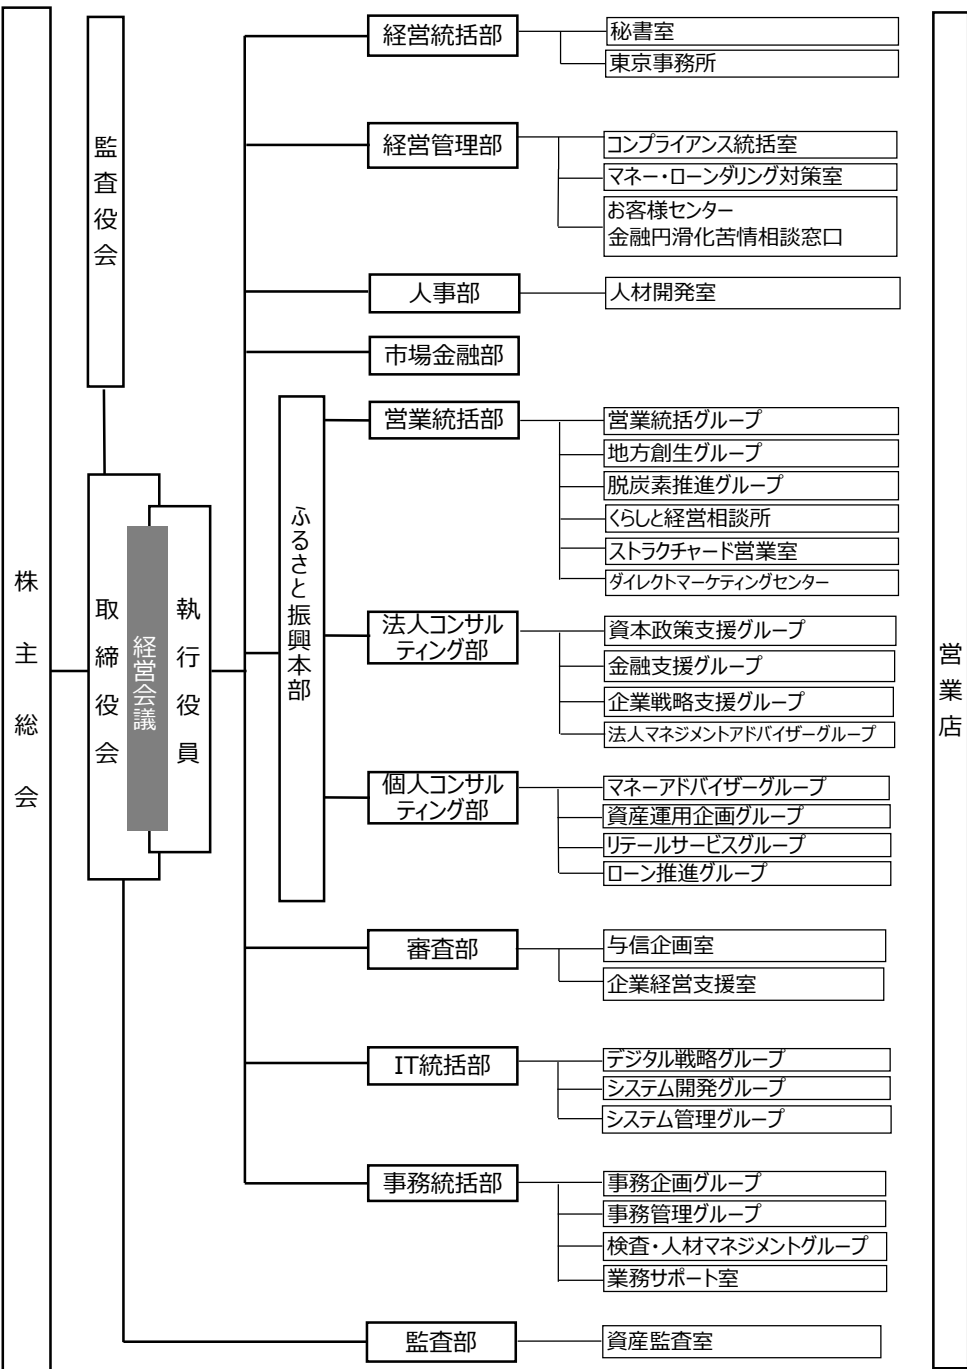 株主総会
監査役会
取締役会
経営会議
執行役員
経営統括部
秘書室
東京事務所
経営管理部
コンプライアンス統括室
マネー・ローンダリング対策室
お客様センター
金融円滑化苦情相談窓口
人事部
人材開発室
市場金融部
ふるさと振興本部
営業統括部
営業統括グループ
地方創生グループ
脱炭素推進グループ
くらしと経営相談所
ストラクチャード営業室
ダイレクトマーケティングセンター
法人コンサル
ティング部
資本政策支援グループ
金融支援グループ
企業戦略支援グループ
法人マネジメントアドバイザーグループ
個人コンサル
ティング部
マネーアドバイザーグループ
資産運用企画グループ
リテールサービスグループ
ローン推進グループ
審査部
与信企画室
企業経営支援室
IT統括部
デジタル戦略グループ
システム開発グループ
システム管理グループ
事務統括部
事務企画グループ
事務管理グループ
検査・人材マネジメントグループ
業務サポート室
監査部
資産監査室
営業店